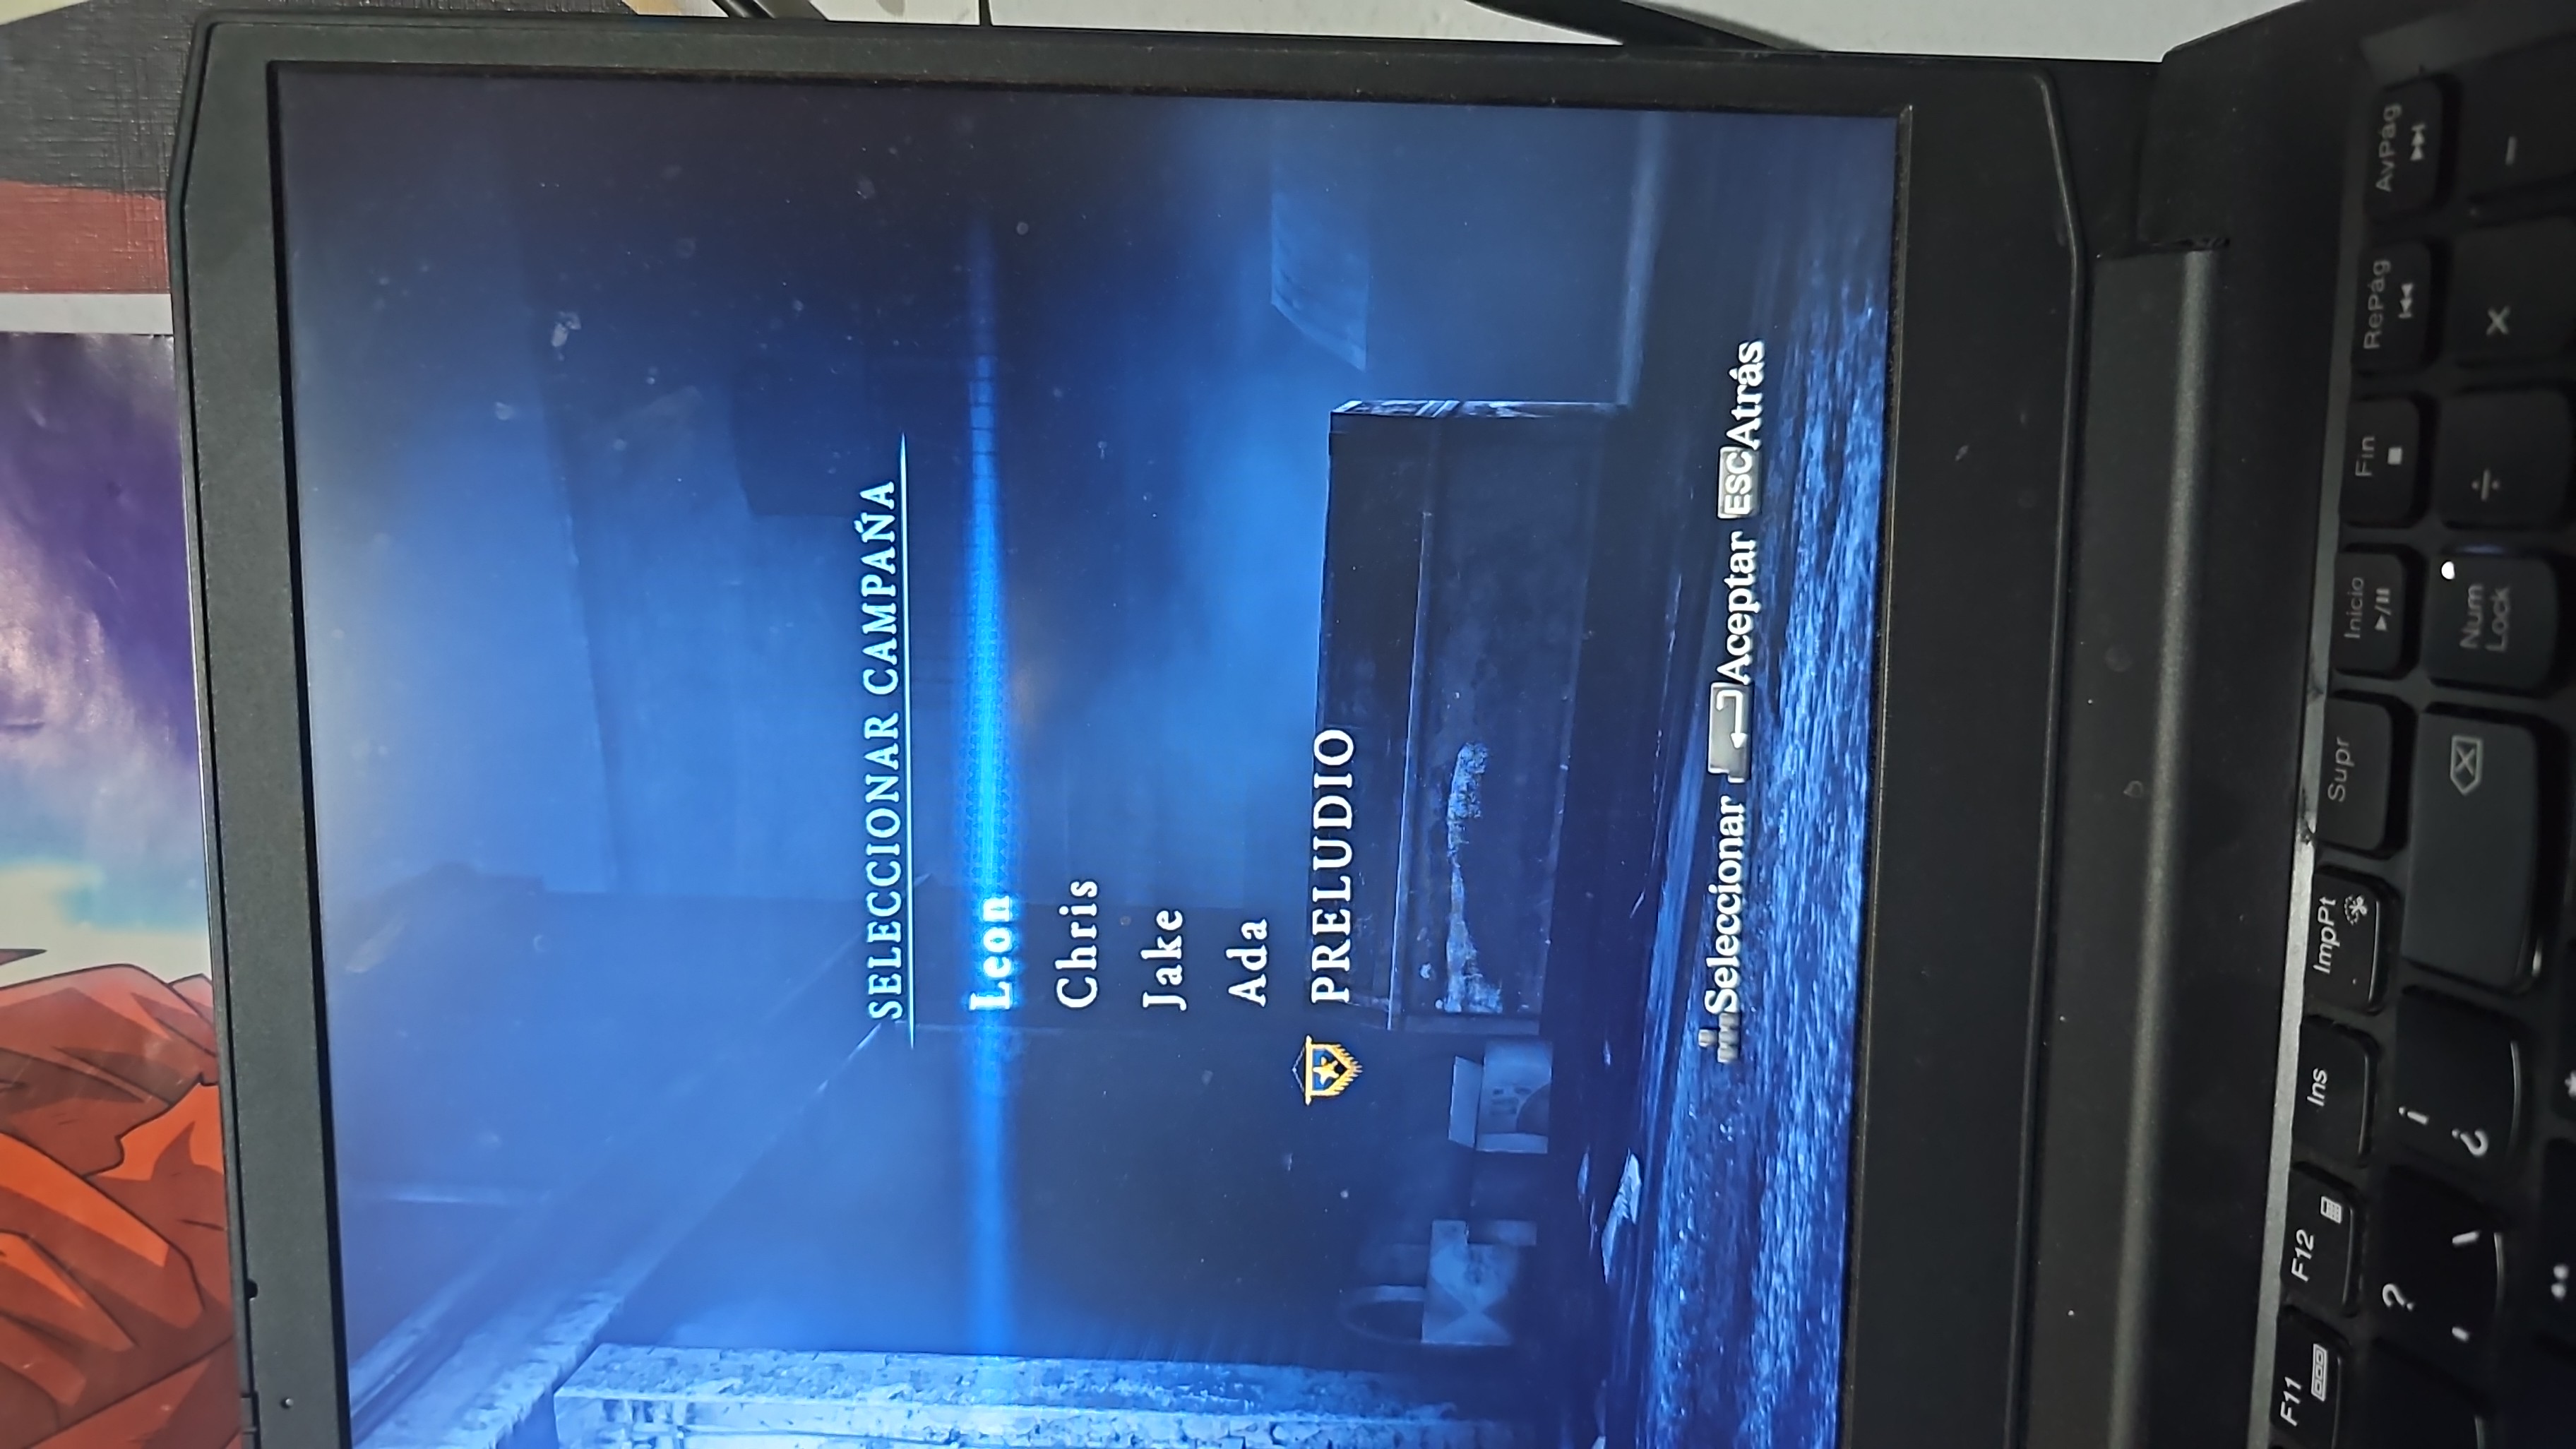 SELECCIONAR CAMPAÑA
Leon
Chris
Jake
Ada
PRELUDIO
Seleccionar Aceptar ESC Atrás
F11 F12 Ins ImpPt Supr Inicio Fin RePág AvPág
? ¡
' \ ¿ Num Lock ÷ × −